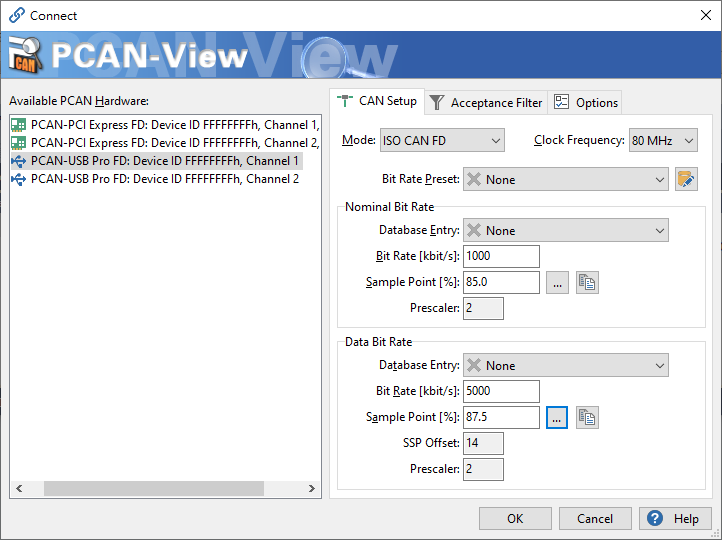 Connect
PCAN-View
CAN
Available PCAN Hardware:
PCAN-PCI Express FD: Device ID FFFFFFFFh, Channel 1,
PCAN-PCI Express FD: Device ID FFFFFFFFh, Channel 2,
PCAN-USB Pro FD: Device ID FFFFFFFFh, Channel 1
PCAN-USB Pro FD: Device ID FFFFFFFFh, Channel 2
CAN Setup
Acceptance Filter
Options
Mode: ISO CAN FD
Clock Frequency: 80 MHz
Bit Rate Preset: None
Nominal Bit Rate
Database Entry: None
Bit Rate [kbit/s]: 1000
Sample Point [%]: 85.0 ...
Prescaler: 2
Data Bit Rate
Database Entry: None
Bit Rate [kbit/s]: 5000
Sample Point [%]: 87.5 ...
SSP Offset: 14
Prescaler: 2
OK
Cancel
Help